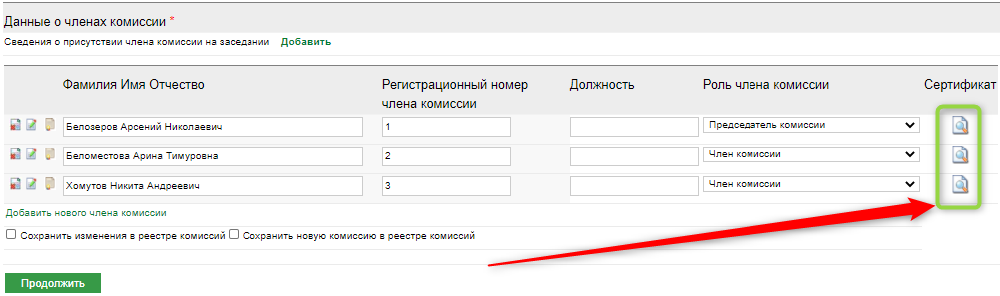 Данные о членах комиссии *
Сведения о присутствии члена комиссии на заседании Добавить
Фамилия Имя Отчество Регистрационный номер члена комиссии Должность Роль члена комиссии Сертификат
Белозеров Арсений Николаевич 1 Председатель комиссии
Беломестова Арина Тимуровна 2 Член комиссии
Хомутов Никита Андреевич 3 Член комиссии
Добавить нового члена комиссии
Сохранить изменения в реестре комиссий Сохранить новую комиссию в реестре комиссий
Продолжить